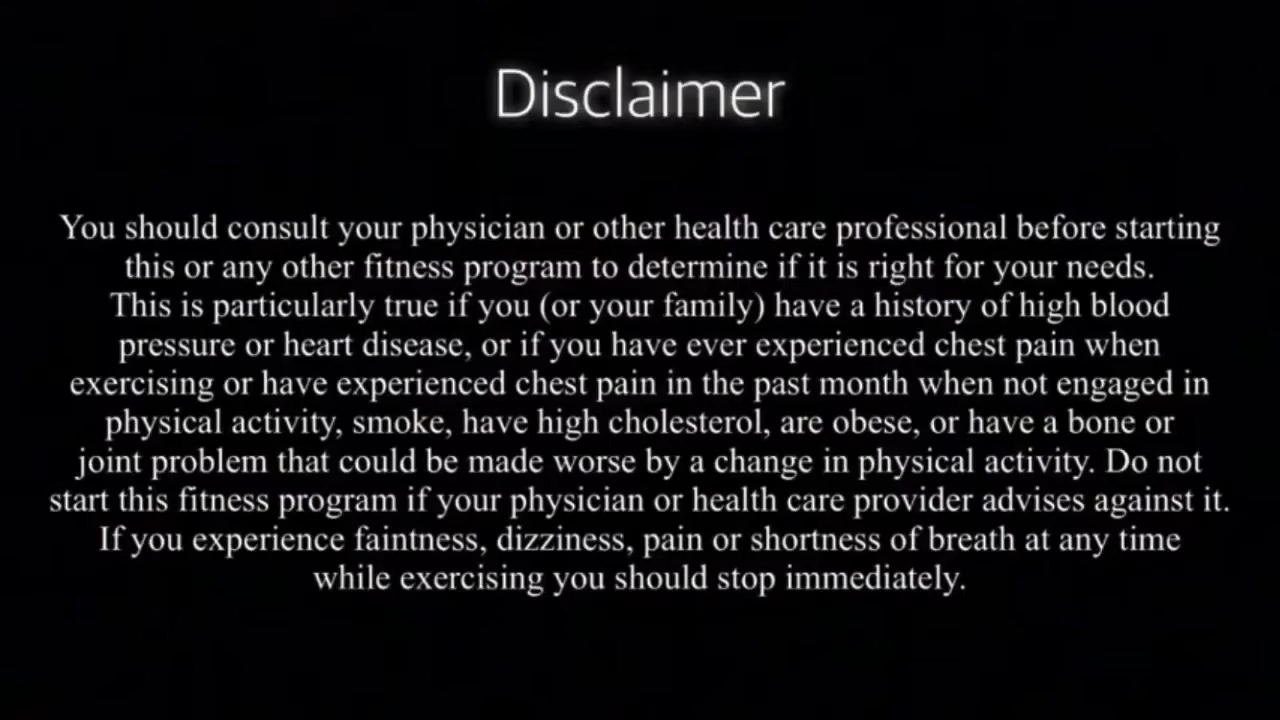 Disclaimer
You should consult your physician or other health care professional before starting
this or any other fitness program to determine if it is right for your needs.
This is particularly true if you (or your family) have a history of high blood
pressure or heart disease, or if you have ever experienced chest pain when
exercising or have experienced chest pain in the past month when not engaged in
physical activity, smoke, have high cholesterol, are obese, or have a bone or
joint problem that could be made worse by a change in physical activity. Do not
start this fitness program if your physician or health care provider advises against it.
If you experience faintness, dizziness, pain or shortness of breath at any time
while exercising you should stop immediately.